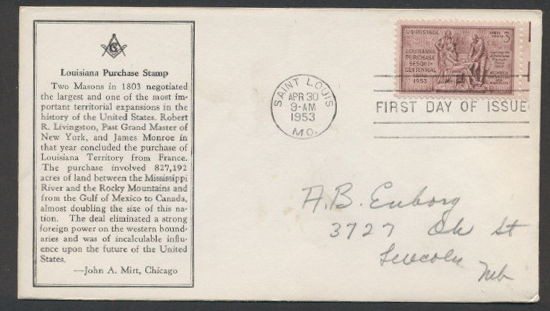 G
Louisiana Purchase Stamp
Two Masons in 1803 negotiated
the largest and one of the most im-
portant territorial expansions in the
history of the United States. Robert
R. Livingston, Past Grand Master of
New York, and James Monroe in
that year concluded the purchase of
Louisiana Territory from France.
The purchase involved 827,192
acres of land between the Mississippi
River and the Rocky Mountains and
from the Gulf of Mexico to Canada,
almost doubling the size of this na-
tion. The deal eliminated a strong
foreign power on the western bound-
aries and was of incalculable influ-
ence upon the future of the United
States.
—John A. Mirt, Chicago
SAINT LOUIS
APR 30
9-AM
1953
MO.
U.S. POSTAGE
3
LOUISIANA
PURCHASE
SESQUI-
CENTENNIAL
1953
FIRST DAY OF ISSUE
A.B. Enborg
3727 Oh St
Lincoln
Neb